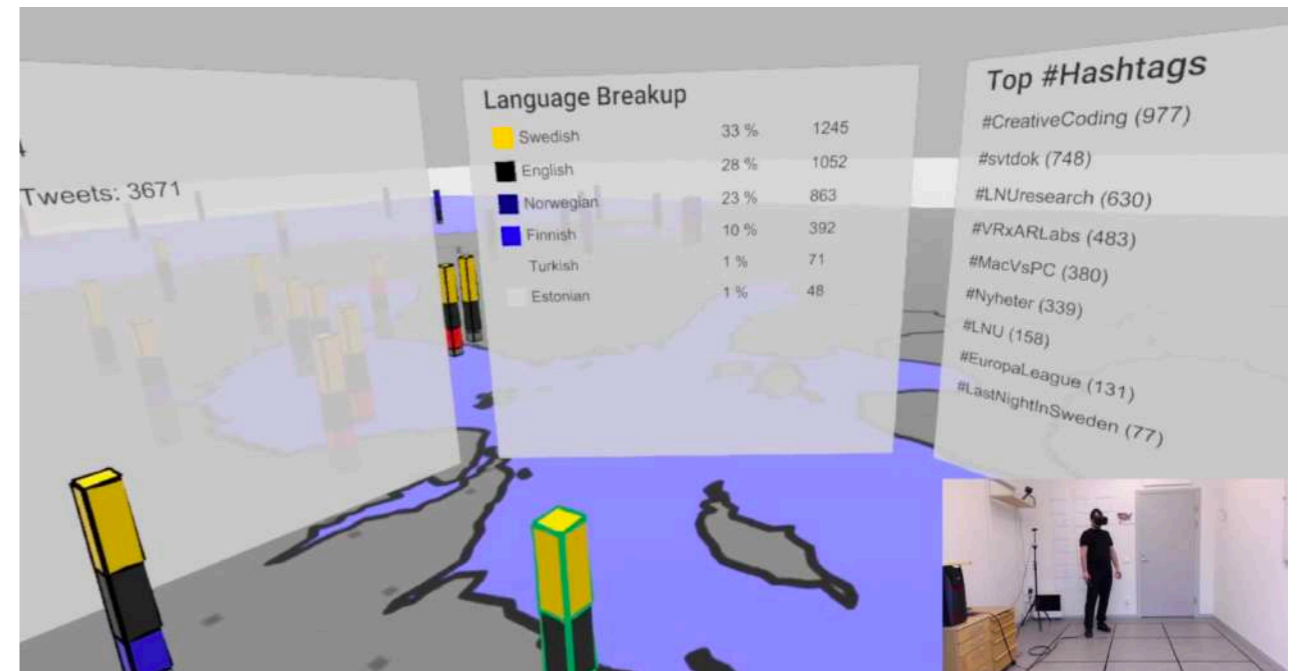 Tweets: 3671
Language Breakup
Swedish 33 % 1245
English 28 % 1052
Norwegian 23 % 863
Finnish 10 % 392
Turkish 1 % 71
Estonian 1 % 48
Top #Hashtags
#CreativeCoding (977)
#svtdok (748)
#LNUresearch (630)
#VRxARLabs (483)
#MacVsPC (380)
#Nyheter (339)
#LNU (158)
#EuropaLeague (131)
#LastNightInSweden (77)